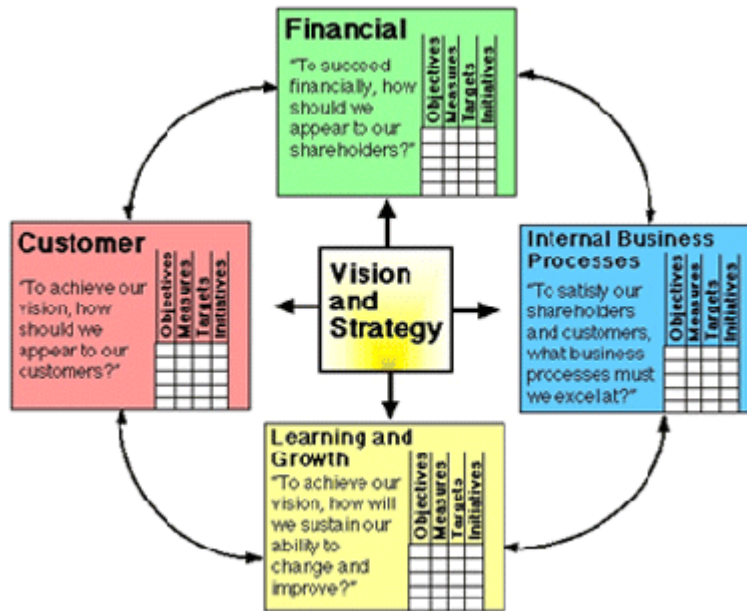 Financial
"To succeed
financially, how
should we
appear to our
shareholders?"
Objectives
Measures
Targets
Initiatives
Customer
"To achieve our
vision, how
should we
appear to our
customers?"
Objectives
Measures
Targets
Initiatives
Vision
and
Strategy
Internal Business
Processes
"To satisfy our
shareholders
and customers,
what business
processes must
we excel at?"
Objectives
Measures
Targets
Initiatives
Learning and
Growth
"To achieve our
vision, how will
we sustain our
ability to
change and
improve?"
Objectives
Measures
Targets
Initiatives